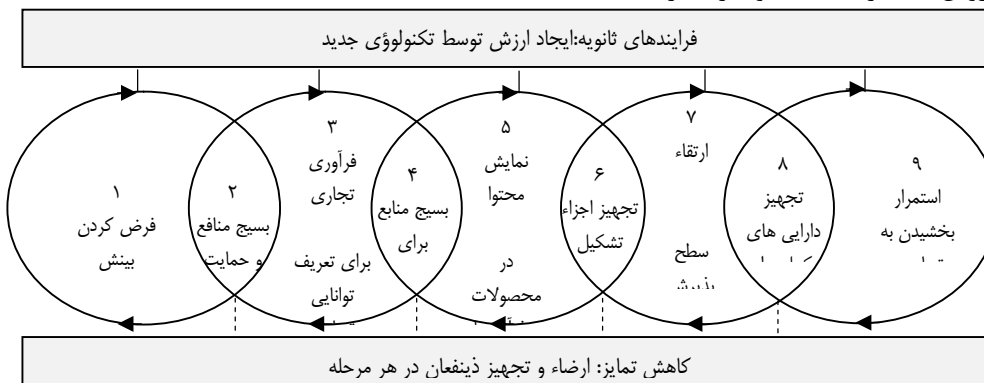 فرایندهای ثانویه:ایجاد ارزش توسط تکنولوؤی جدید
۱
فرض کردن
بینش
۲
بسیج منافع
و حمایت
۳
فرآوری
تجاری
برای تعریف
توانایی
۴
بسیج منابع
برای
۵
نمایش
محتوا
در
محصولات
۶
تجهیز اجزاء
تشکیل
۷
ارتقاء
سطح
پذیرش
۸
تجهیز
دارایی های
۹
استمرار
بخشیدن به
کاهش تمایز: ارضاء و تجهیز ذینفعان در هر مرحله